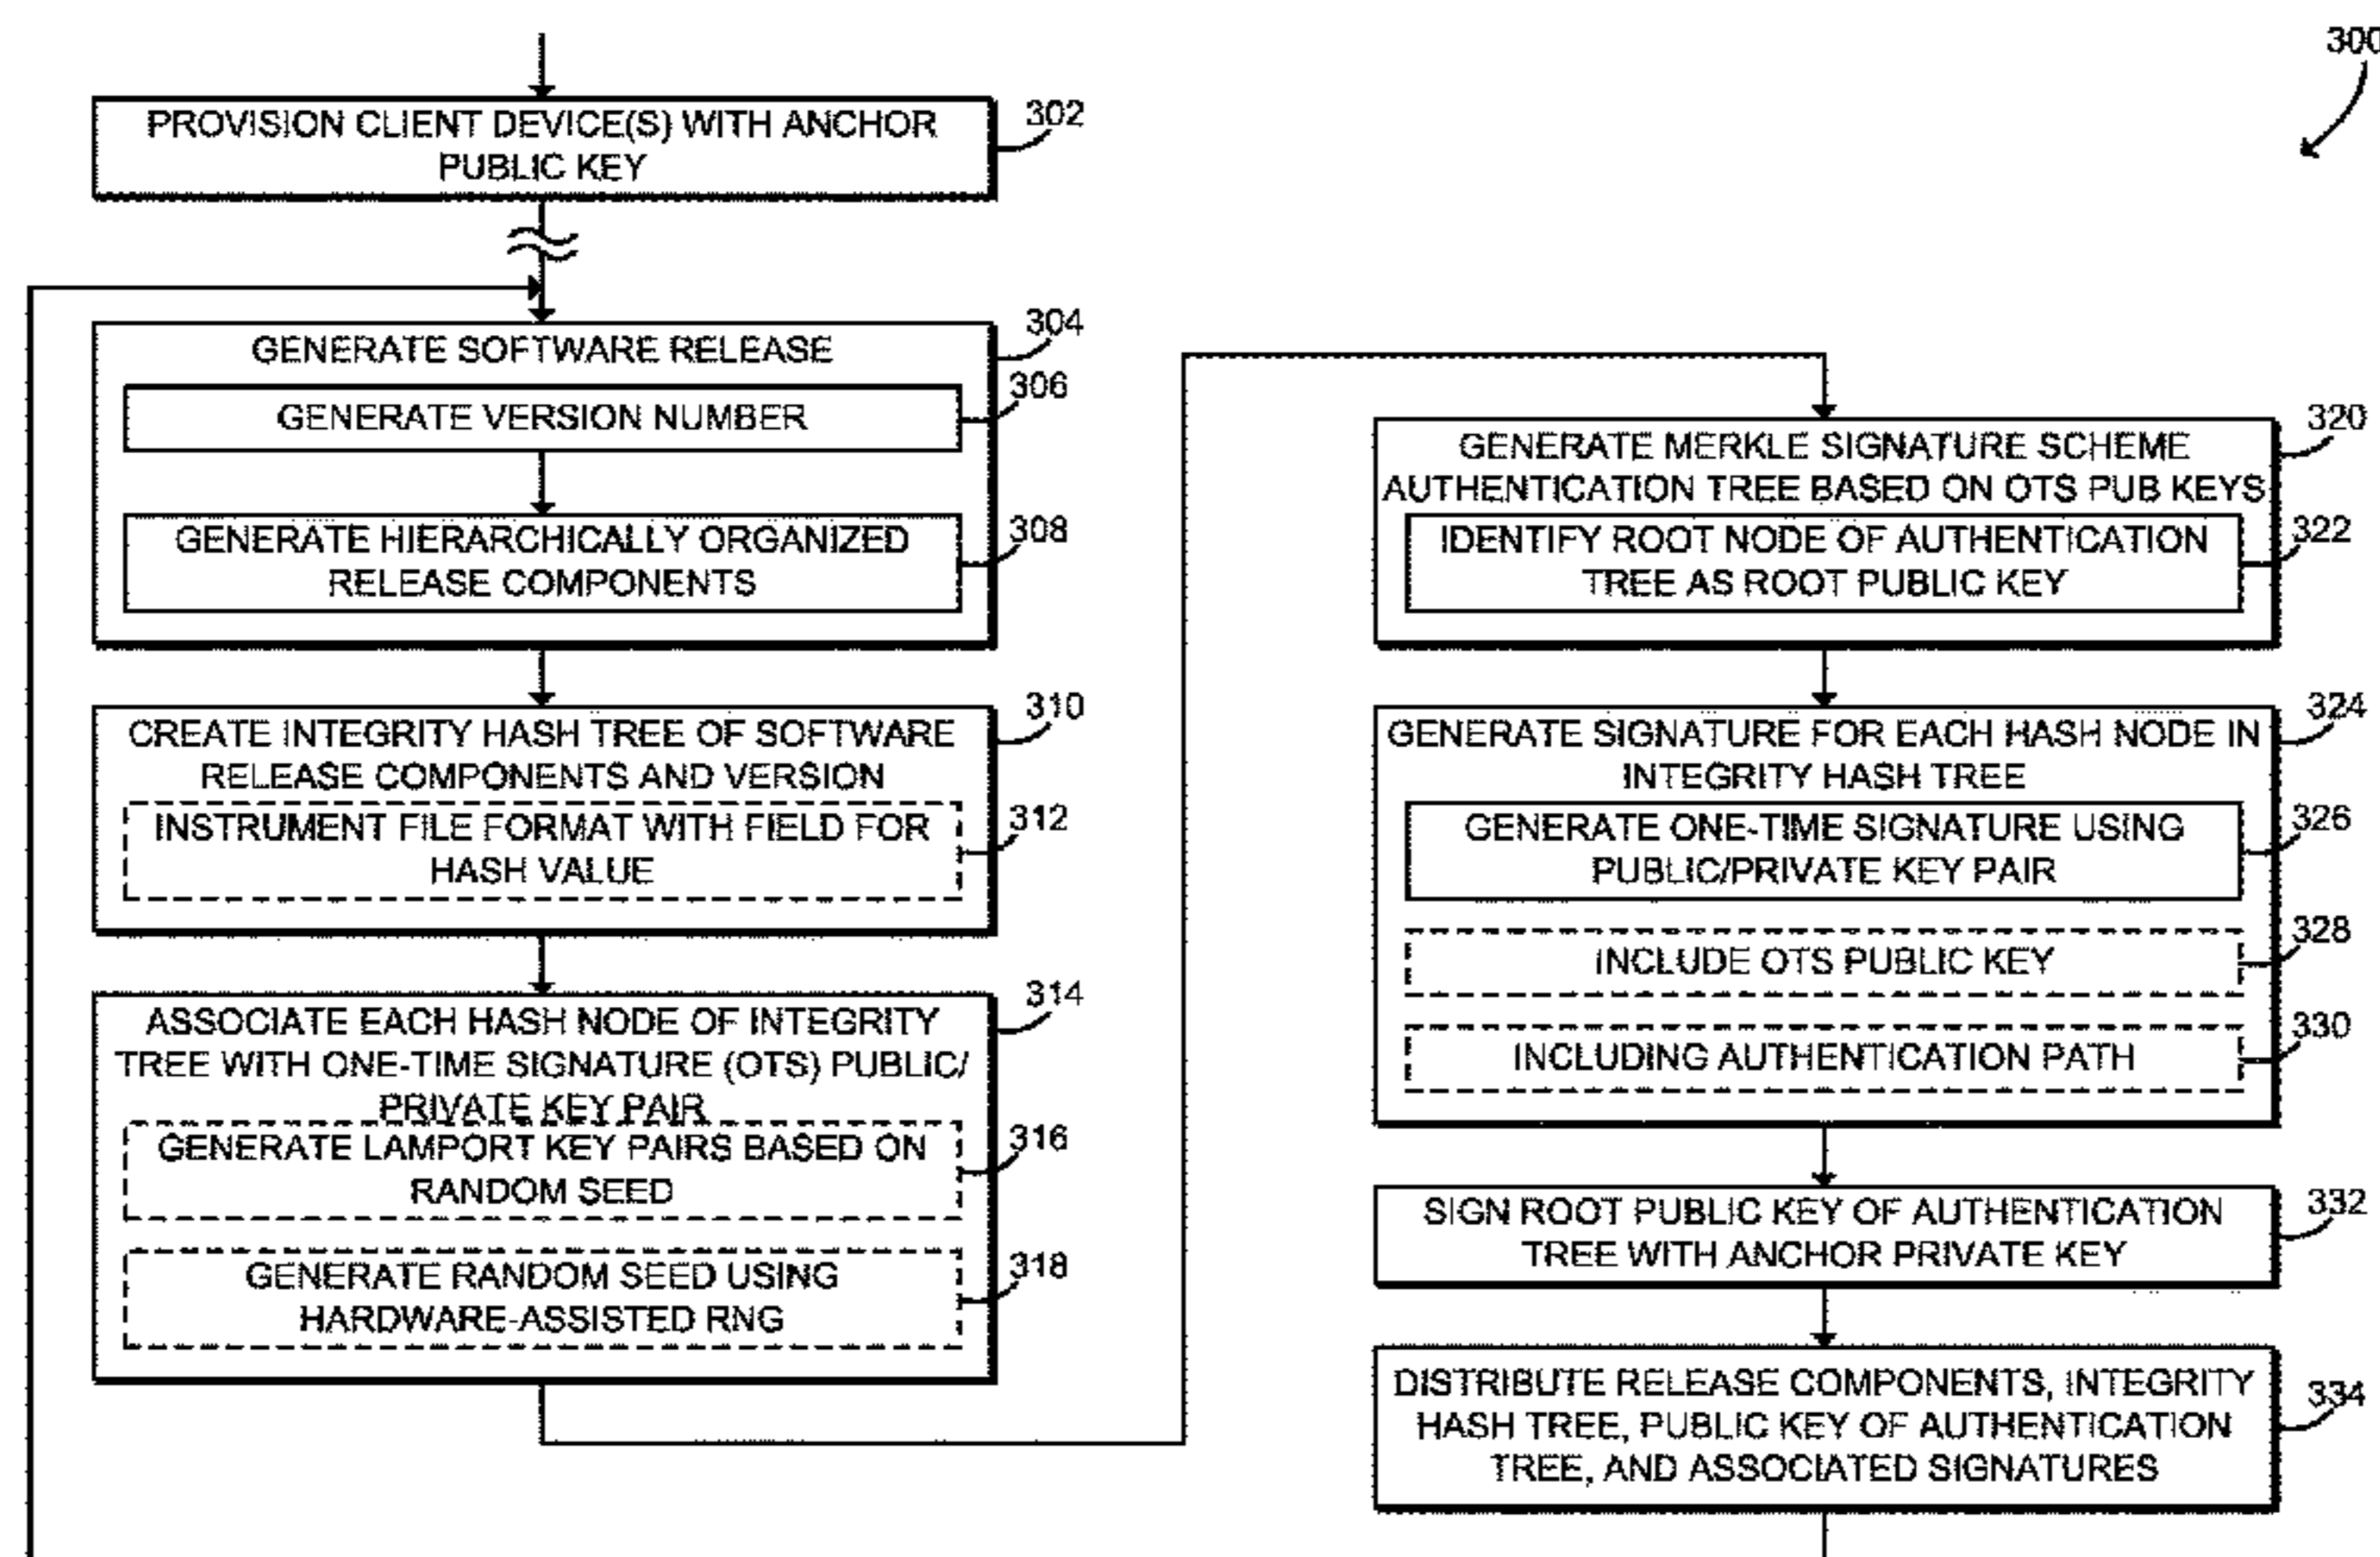 300
PROVISION CLIENT DEVICE(S) WITH ANCHOR
PUBLIC KEY
302
GENERATE SOFTWARE RELEASE
304
GENERATE VERSION NUMBER
306
GENERATE HIERARCHICALLY ORGANIZED
RELEASE COMPONENTS
308
CREATE INTEGRITY HASH TREE OF SOFTWARE
RELEASE COMPONENTS AND VERSION
310
INSTRUMENT FILE FORMAT WITH FIELD FOR
HASH VALUE
312
ASSOCIATE EACH HASH NODE OF INTEGRITY
TREE WITH ONE-TIME SIGNATURE (OTS) PUBLIC/
PRIVATE KEY PAIR
314
GENERATE LAMPORT KEY PAIRS BASED ON
RANDOM SEED
316
GENERATE RANDOM SEED USING
HARDWARE-ASSISTED RNG
318
GENERATE MERKLE SIGNATURE SCHEME
AUTHENTICATION TREE BASED ON OTS PUB KEYS
320
IDENTIFY ROOT NODE OF AUTHENTICATION
TREE AS ROOT PUBLIC KEY
322
GENERATE SIGNATURE FOR EACH HASH NODE IN
INTEGRITY HASH TREE
324
GENERATE ONE-TIME SIGNATURE USING
PUBLIC/PRIVATE KEY PAIR
326
INCLUDE OTS PUBLIC KEY
328
INCLUDING AUTHENTICATION PATH
330
SIGN ROOT PUBLIC KEY OF AUTHENTICATION
TREE WITH ANCHOR PRIVATE KEY
332
DISTRIBUTE RELEASE COMPONENTS, INTEGRITY
HASH TREE, PUBLIC KEY OF AUTHENTICATION
TREE, AND ASSOCIATED SIGNATURES
334